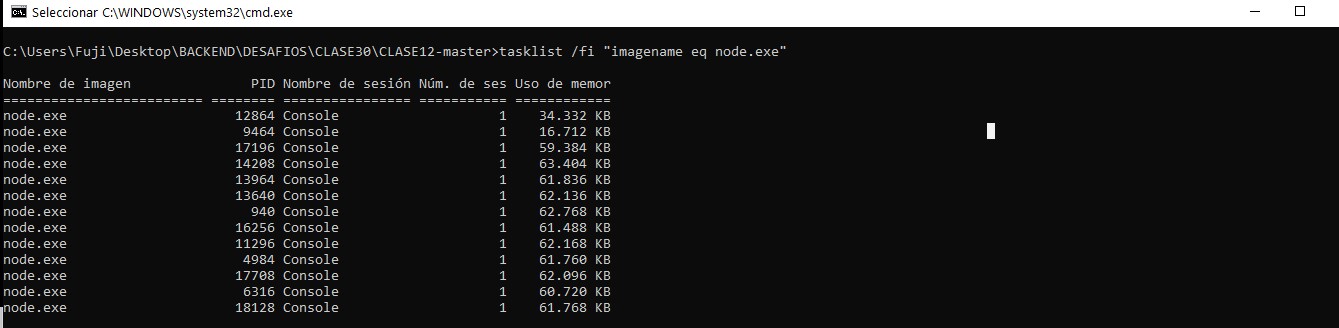 Seleccionar C:\WINDOWS\system32\cmd.exe
C:\Users\Fuji\Desktop\BACKEND\DESAFIOS\CLASE30\CLASE12-master>tasklist /fi "imagename eq node.exe"
Nombre de imagen               PID Nombre de sesión Núm. de ses Uso de memor
========================= ======== ================ =========== ============
node.exe                     12864 Console                    1    34.332 KB
node.exe                      9464 Console                    1    16.712 KB
node.exe                     17196 Console                    1    59.384 KB
node.exe                     14208 Console                    1    63.404 KB
node.exe                     13964 Console                    1    61.836 KB
node.exe                     13640 Console                    1    62.136 KB
node.exe                       940 Console                    1    62.768 KB
node.exe                     16256 Console                    1    61.488 KB
node.exe                     11296 Console                    1    62.168 KB
node.exe                      4984 Console                    1    61.760 KB
node.exe                     17708 Console                    1    62.096 KB
node.exe                      6316 Console                    1    60.720 KB
node.exe                     18128 Console                    1    61.768 KB